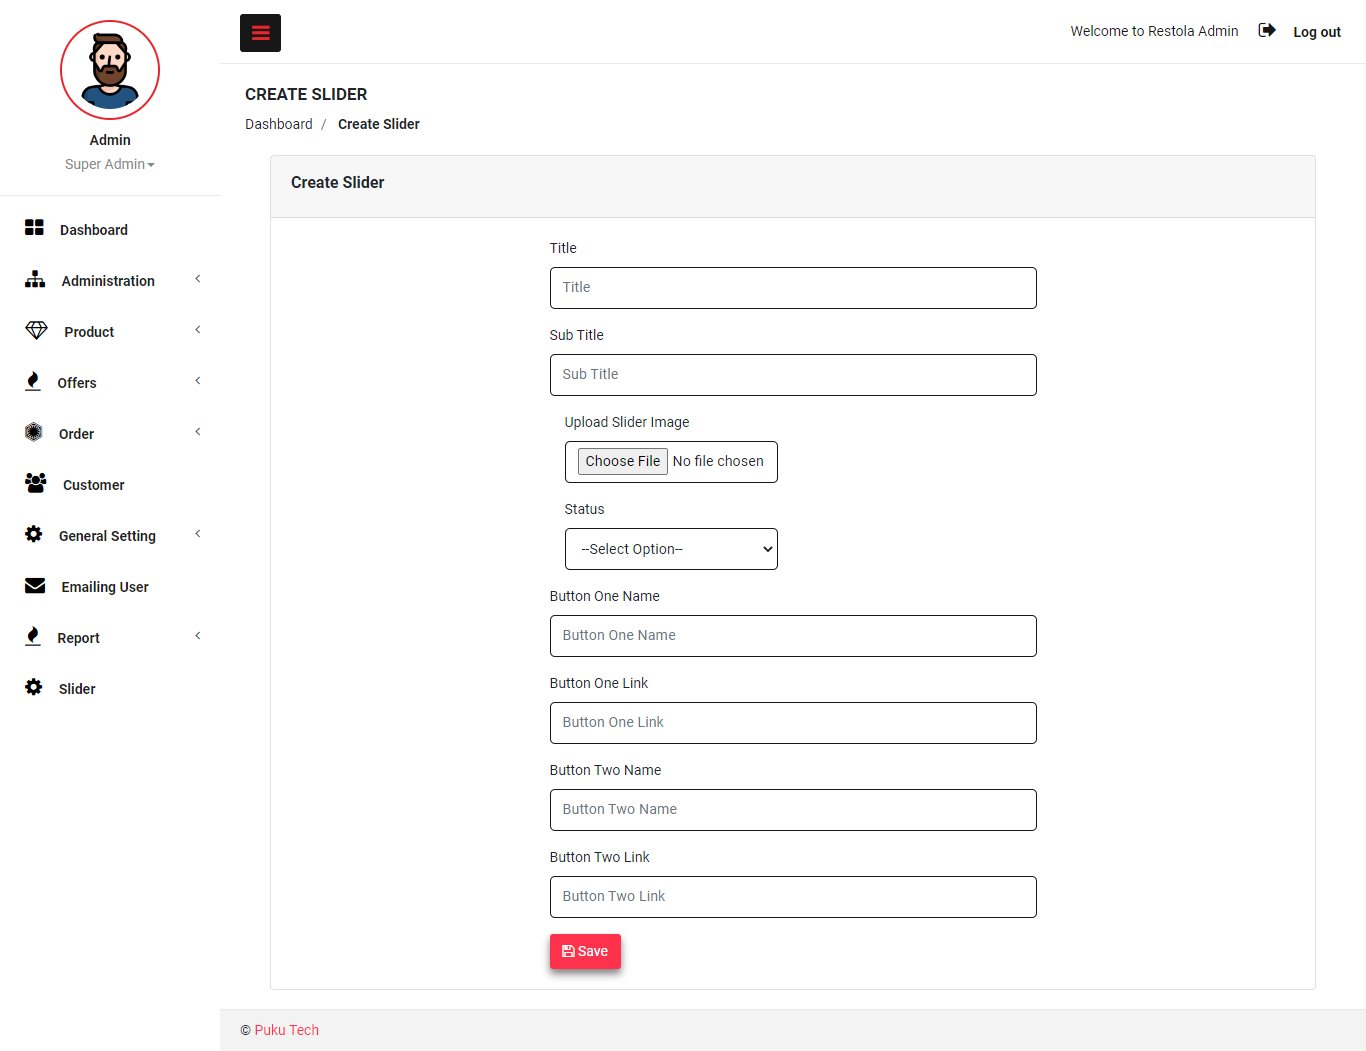 Welcome to Restola Admin
Log out
Admin
Super Admin
Dashboard
Administration
Product
Offers
Order
Customer
General Setting
Emailing User
Report
Slider
CREATE SLIDER
Dashboard / Create Slider
Create Slider
Title
Title
Sub Title
Sub Title
Upload Slider Image
Choose File No file chosen
Status
--Select Option--
Button One Name
Button One Name
Button One Link
Button One Link
Button Two Name
Button Two Name
Button Two Link
Button Two Link
Save
© Puku Tech